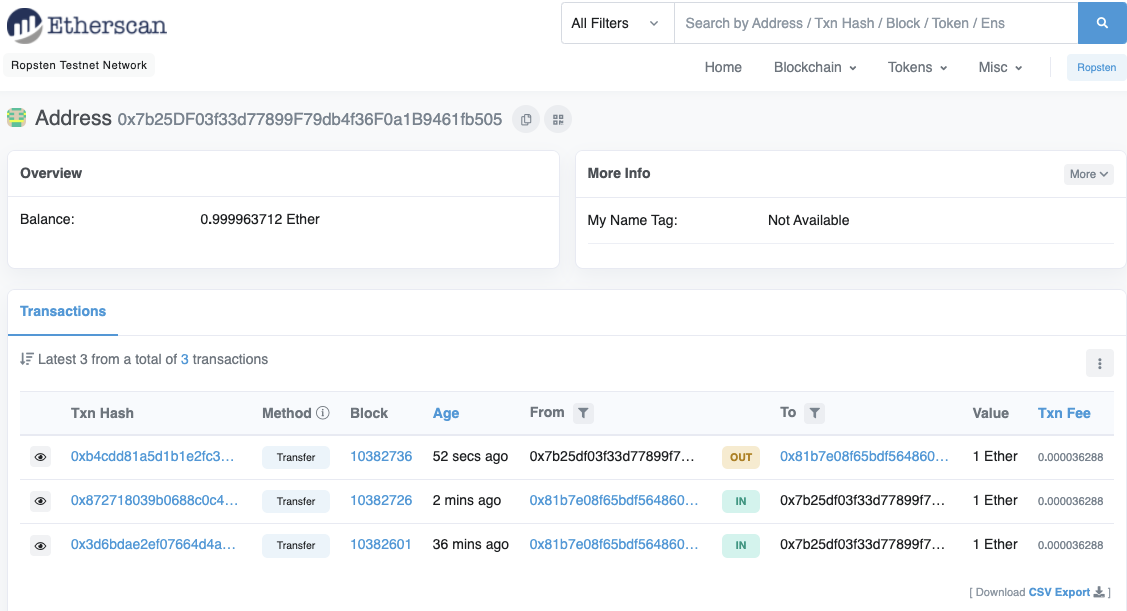 Etherscan
All Filters Search by Address / Txn Hash / Block / Token / Ens
Ropsten Testnet Network
Home Blockchain Tokens Misc Ropsten
Address 0x7b25DF03f33d77899F79db4f36F0a1B9461fb505
Overview
Balance: 0.999963712 Ether
More Info More
My Name Tag: Not Available
Transactions
Latest 3 from a total of 3 transactions
Txn Hash Method Block Age From To Value Txn Fee
0xb4cdd81a5d1b1e2fc3... Transfer 10382736 52 secs ago 0x7b25df03f33d77899f7... OUT 0x81b7e08f65bdf564860... 1 Ether 0.000036288
0x872718039b0688c0c4... Transfer 10382726 2 mins ago 0x81b7e08f65bdf564860... IN 0x7b25df03f33d77899f7... 1 Ether 0.000036288
0x3d6bdae2ef07664d4a... Transfer 10382601 36 mins ago 0x81b7e08f65bdf564860... IN 0x7b25df03f33d77899f7... 1 Ether 0.000036288
[ Download CSV Export ]